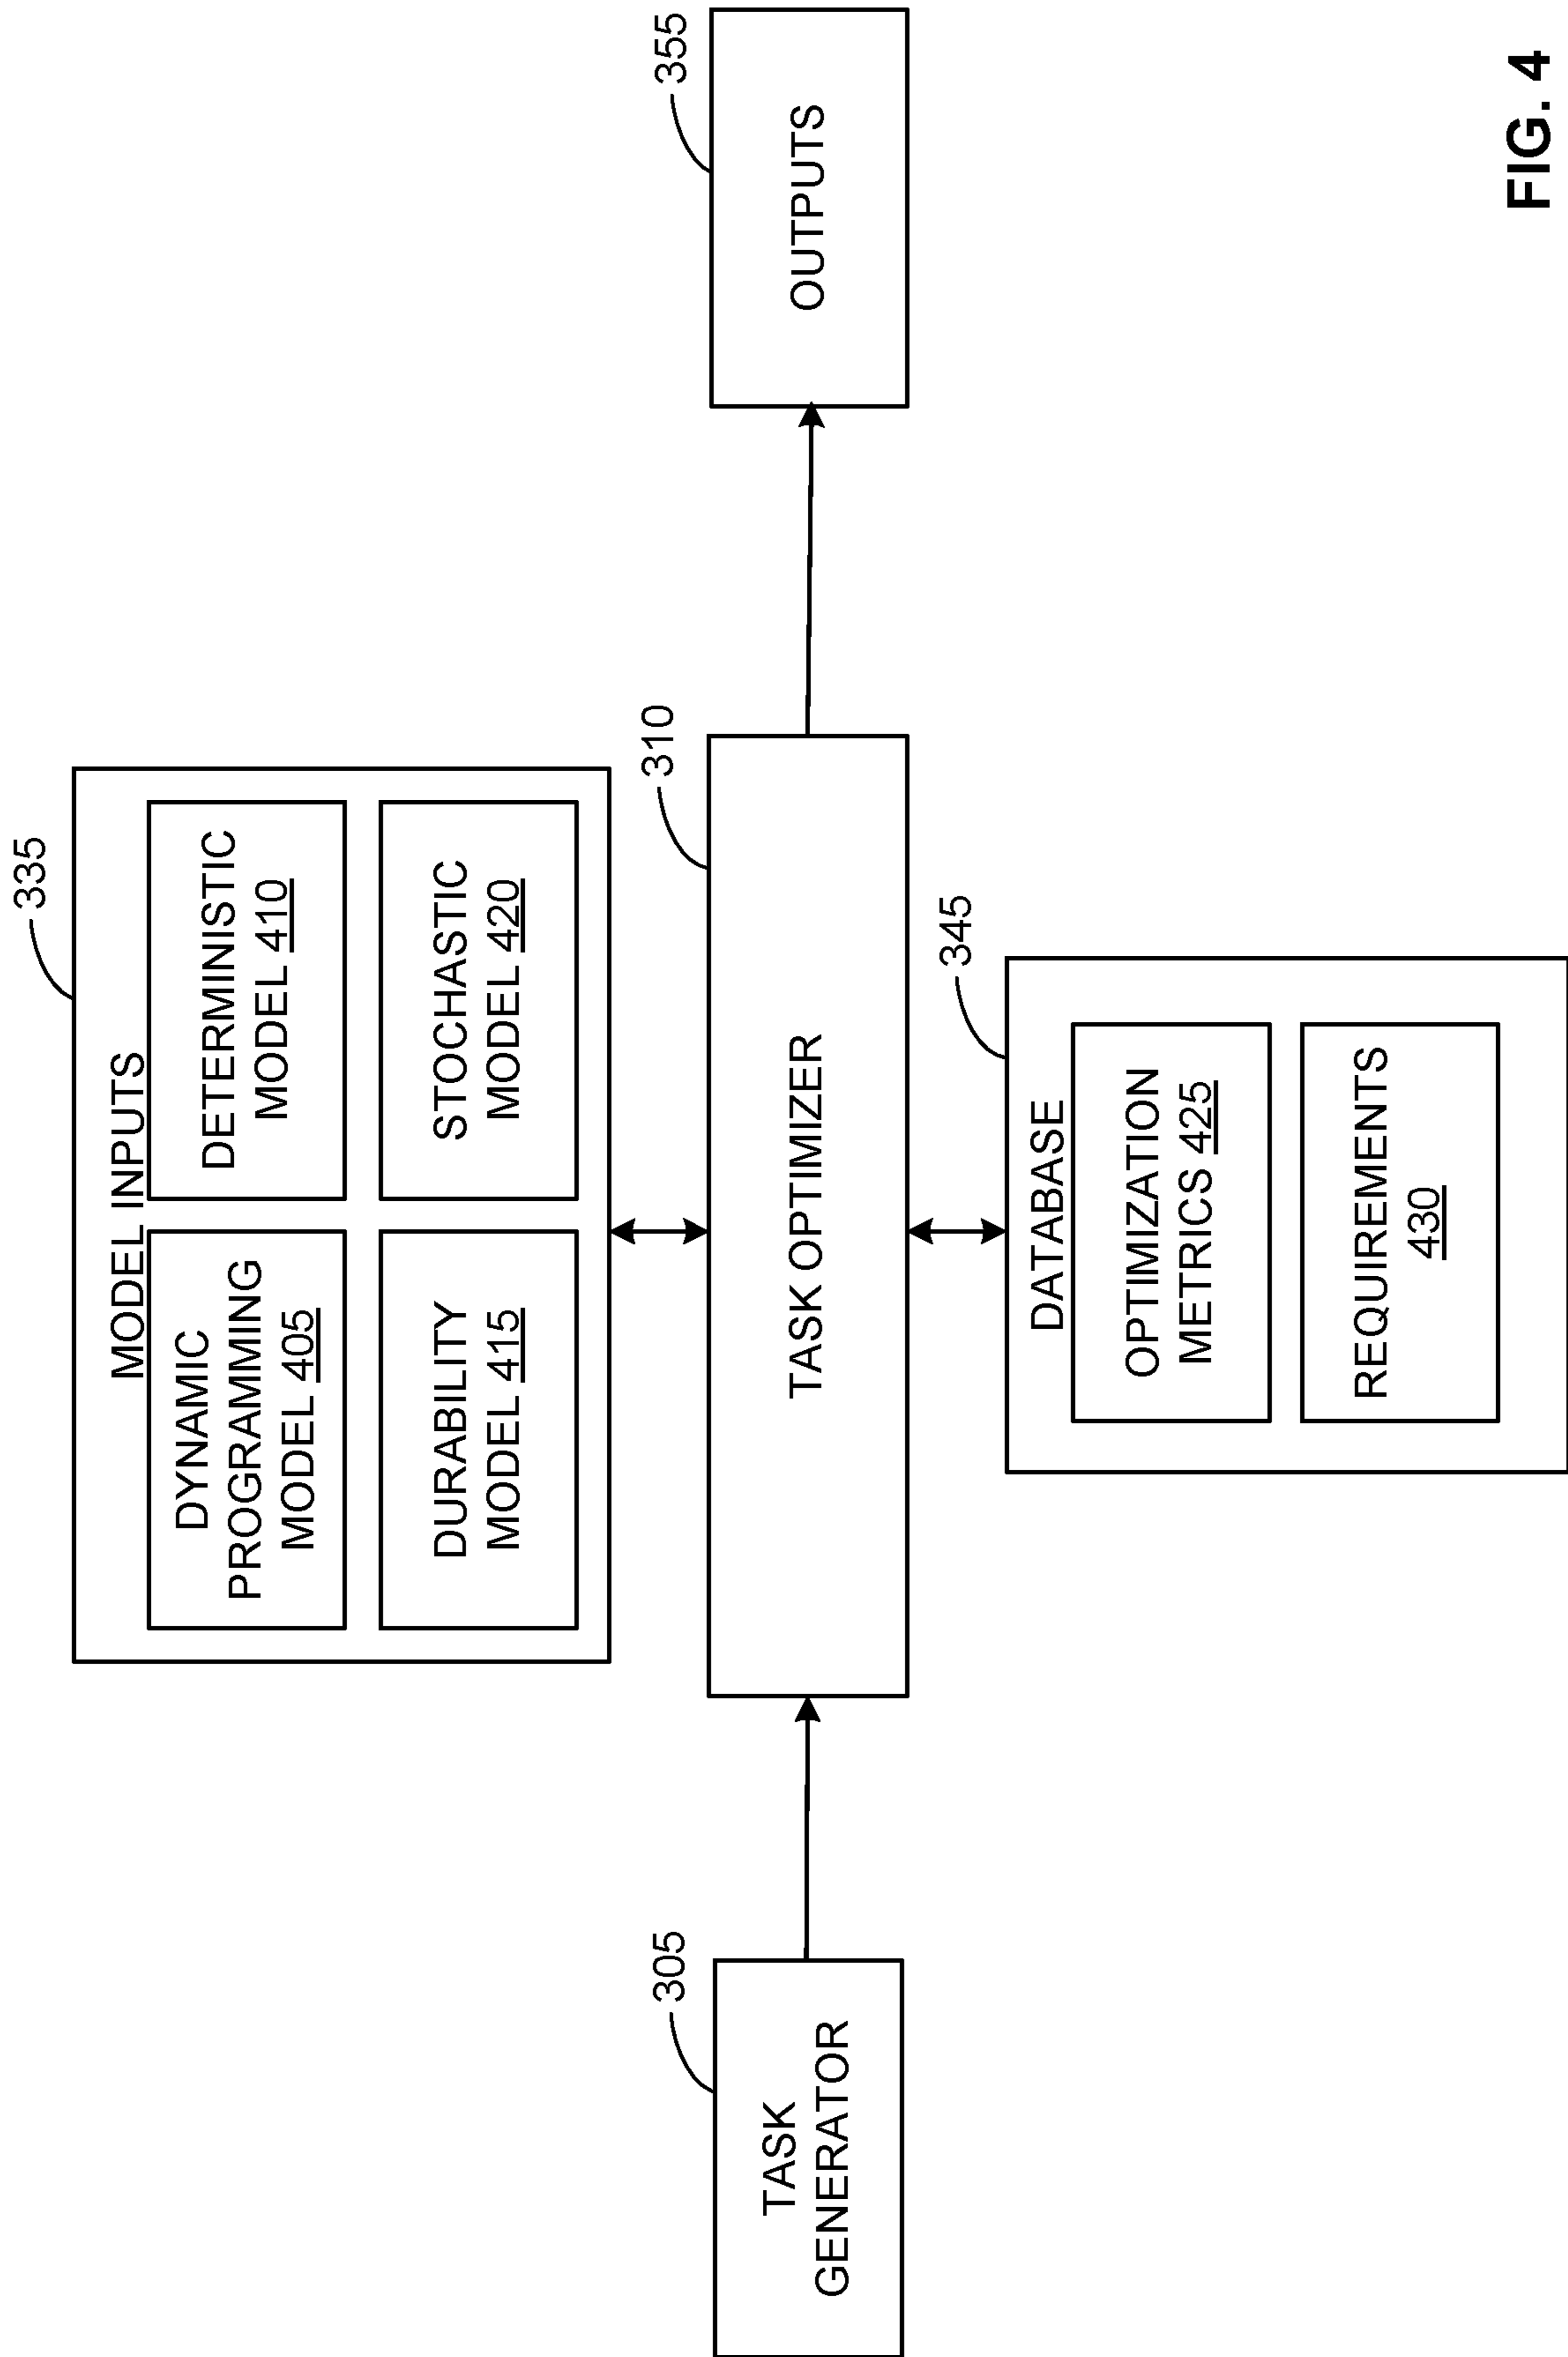 335
MODEL INPUTS
DYNAMIC
PROGRAMMING
MODEL 405
DETERMINISTIC
MODEL 410
DURABILITY
MODEL 415
STOCHASTIC
MODEL 420
305
TASK
GENERATOR
310
TASK OPTIMIZER
355
OUTPUTS
345
DATABASE
OPTIMIZATION
METRICS 425
REQUIREMENTS
430
FIG. 4